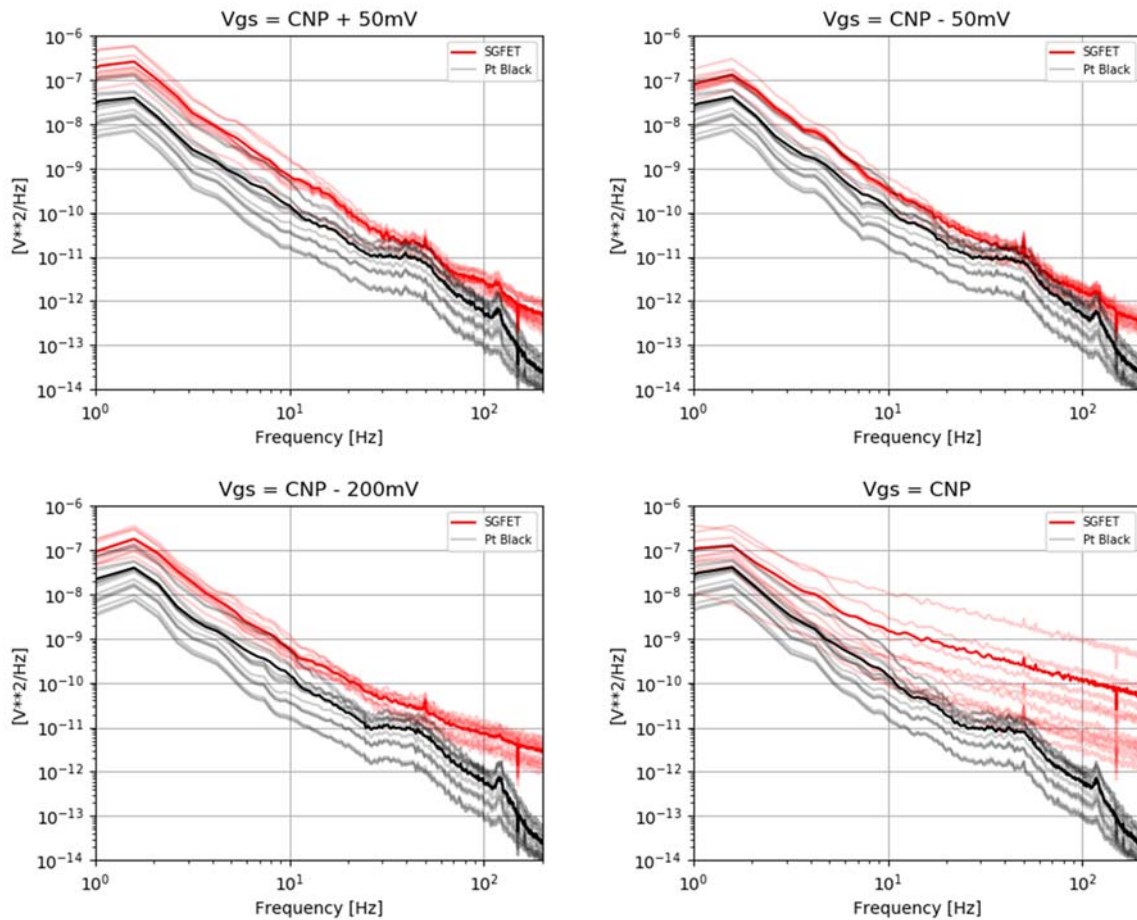 Vgs = CNP + 50mV
10⁻⁶
10⁻⁷
10⁻⁸
10⁻⁹
10⁻¹⁰
10⁻¹¹
10⁻¹²
10⁻¹³
10⁻¹⁴
[V**2/Hz]
SGFET
Pt Black
10⁰
10¹
10²
Frequency [Hz]
Vgs = CNP - 50mV
10⁻⁶
10⁻⁷
10⁻⁸
10⁻⁹
10⁻¹⁰
10⁻¹¹
10⁻¹²
10⁻¹³
10⁻¹⁴
[V**2/Hz]
SGFET
Pt Black
10⁰
10¹
10²
Frequency [Hz]
Vgs = CNP - 200mV
10⁻⁶
10⁻⁷
10⁻⁸
10⁻⁹
10⁻¹⁰
10⁻¹¹
10⁻¹²
10⁻¹³
10⁻¹⁴
[V**2/Hz]
SGFET
Pt Black
10⁰
10¹
10²
Frequency [Hz]
Vgs = CNP
10⁻⁶
10⁻⁷
10⁻⁸
10⁻⁹
10⁻¹⁰
10⁻¹¹
10⁻¹²
10⁻¹³
10⁻¹⁴
[V**2/Hz]
SGFET
Pt Black
10⁰
10¹
10²
Frequency [Hz]